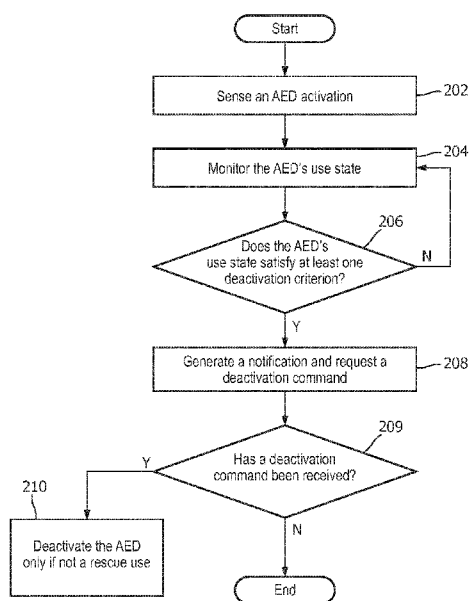 Start
Sense an AED activation
202
Monitor the AED's use state
204
Does the AED's
use state satisfy at least one
deactivation criterion?
206
N
Y
Generate a notification and request a
deactivation command
208
Has a deactivation
command been received?
209
Y
N
210
Deactivate the AED
only if not a rescue use
End